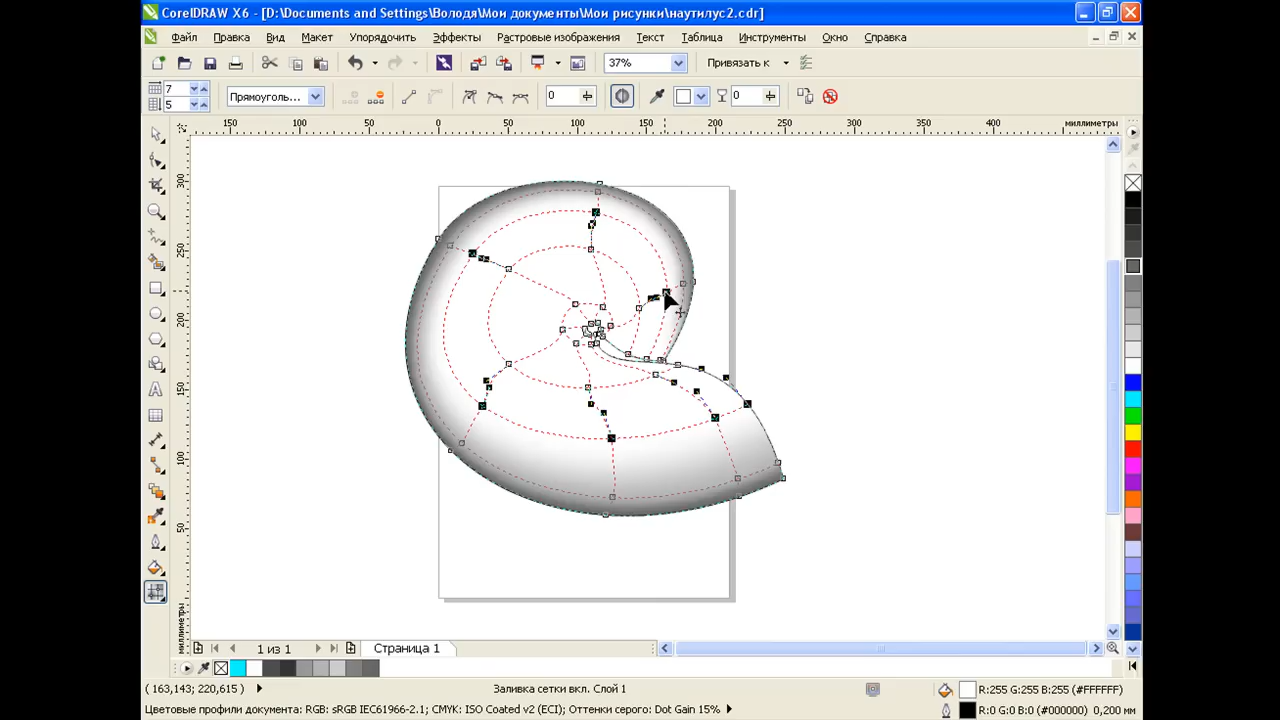 CorelDRAW X6 - [D:\Documents and Settings\Володя\Мои документы\Мои рисунки\наутилус2.cdr]
Файл Правка Вид Макет Упорядочить Эффекты Растровые изображения Текст Таблица Инструменты Окно Справка
37% Привязать к
7
5
Прямоуголь... 0 0
150 100 50 0 50 100 150 200 250 300 350 400 миллиметры
300
250
200
150
100
50
миллиметры
1 из 1 Страница 1
( 163,143; 220,615 ) Заливка сетки вкл. Слой 1 R:255 G:255 B:255 (#FFFFFF)
Цветовые профили документа: RGB: sRGB IEC61966-2.1; CMYK: ISO Coated v2 (ECI); Оттенки серого: Dot Gain 15% R:0 G:0 B:0 (#000000) 0,200 мм